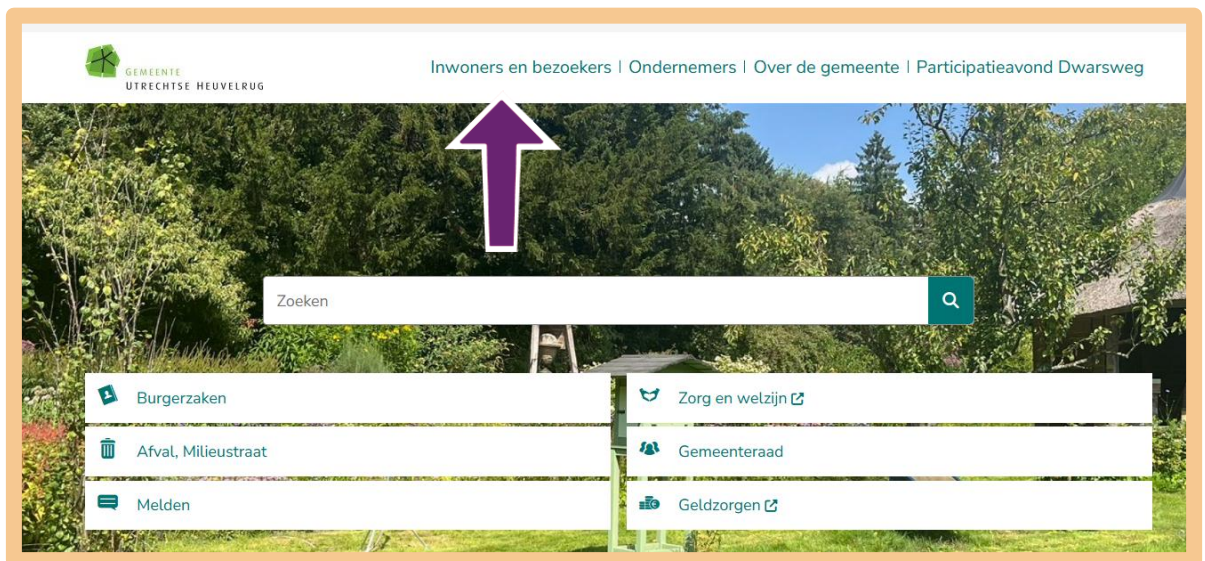 GEMEENTE
UTRECHTSE HEUVELRUG
Inwoners en bezoekers | Ondernemers | Over de gemeente | Participatieavond Dwarsweg
Zoeken
Burgerzaken
Zorg en welzijn
Afval, Milieustraat
Gemeenteraad
Melden
Geldzorgen